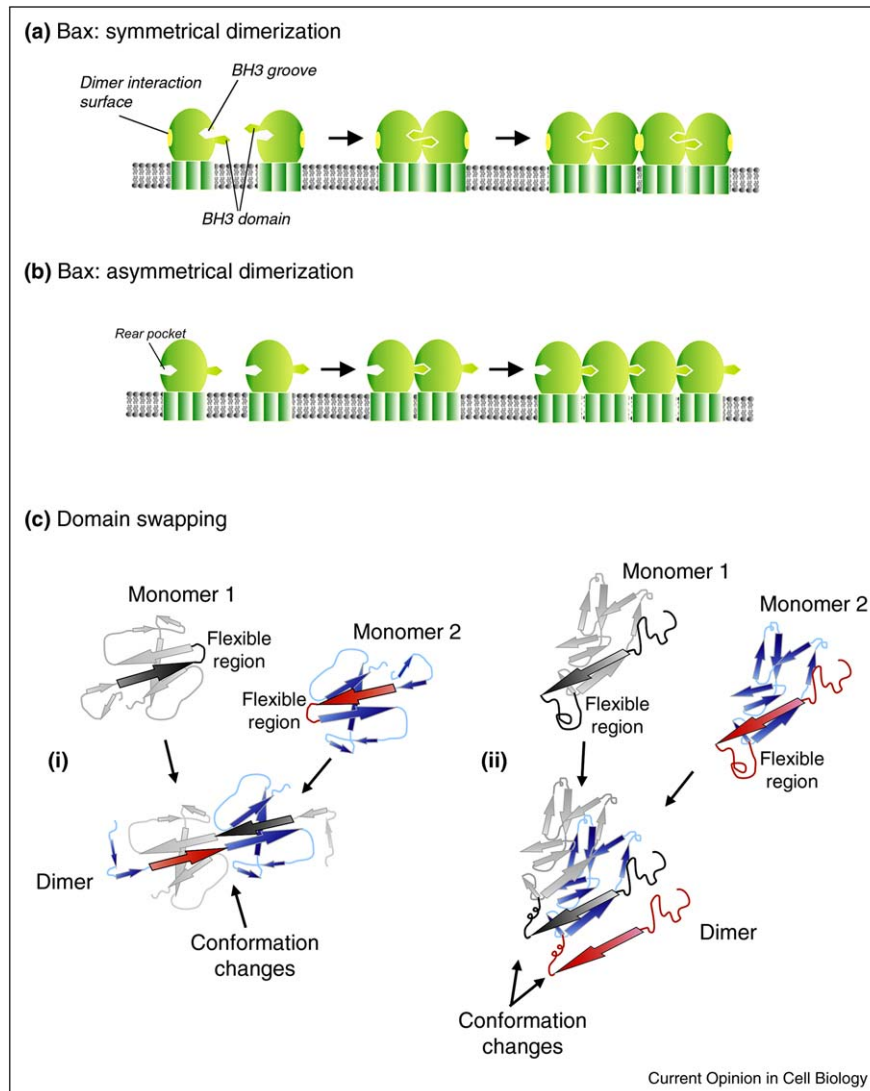 (a) Bax: symmetrical dimerization
BH3 groove
Dimer interaction
surface
BH3 domain
(b) Bax: asymmetrical dimerization
Rear pocket
(c) Domain swapping
Monomer 1
Flexible
region
Monomer 2
Flexible
region
(i)
Dimer
Conformation
changes
Monomer 1
Monomer 2
Flexible
region
Flexible
region
(ii)
Dimer
Conformation
changes
Current Opinion in Cell Biology